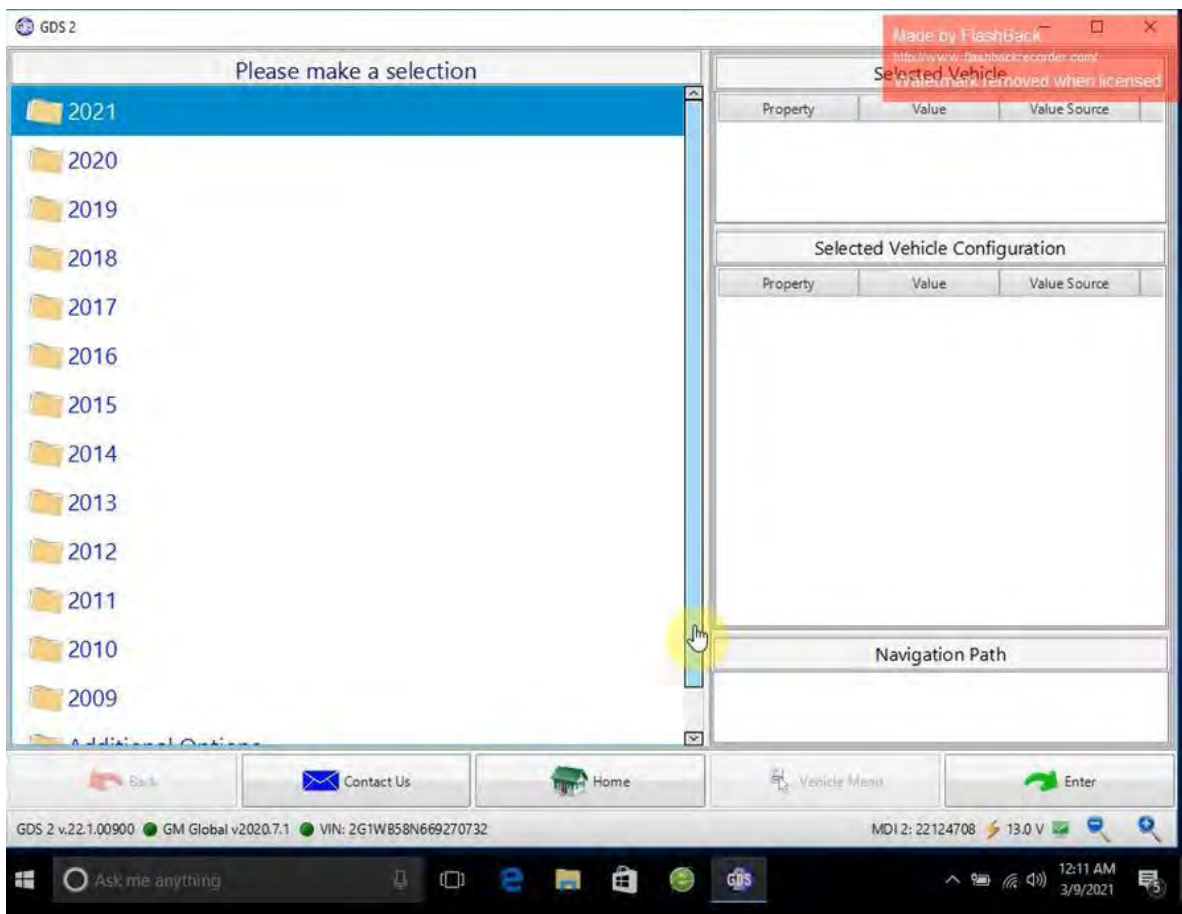 GDS 2
Made by FlashBack
http://www.flashbackrecorder.com/
Watermark removed when licensed
Please make a selection
Selected Vehicle
Property Value Value Source
2021
2020
2019
2018
2017
2016
2015
2014
2013
2012
2011
2010
2009
Additional Options
Selected Vehicle Configuration
Property Value Value Source
Navigation Path
Back
Contact Us
Home
Vehicle Menu
Enter
GDS 2 v.22.1.00900 GM Global v2020.7.1 VIN: 2G1WB58N669270732 MDI 2: 22124708 13.0 V
Ask me anything
GDS
12:11 AM
3/9/2021
5